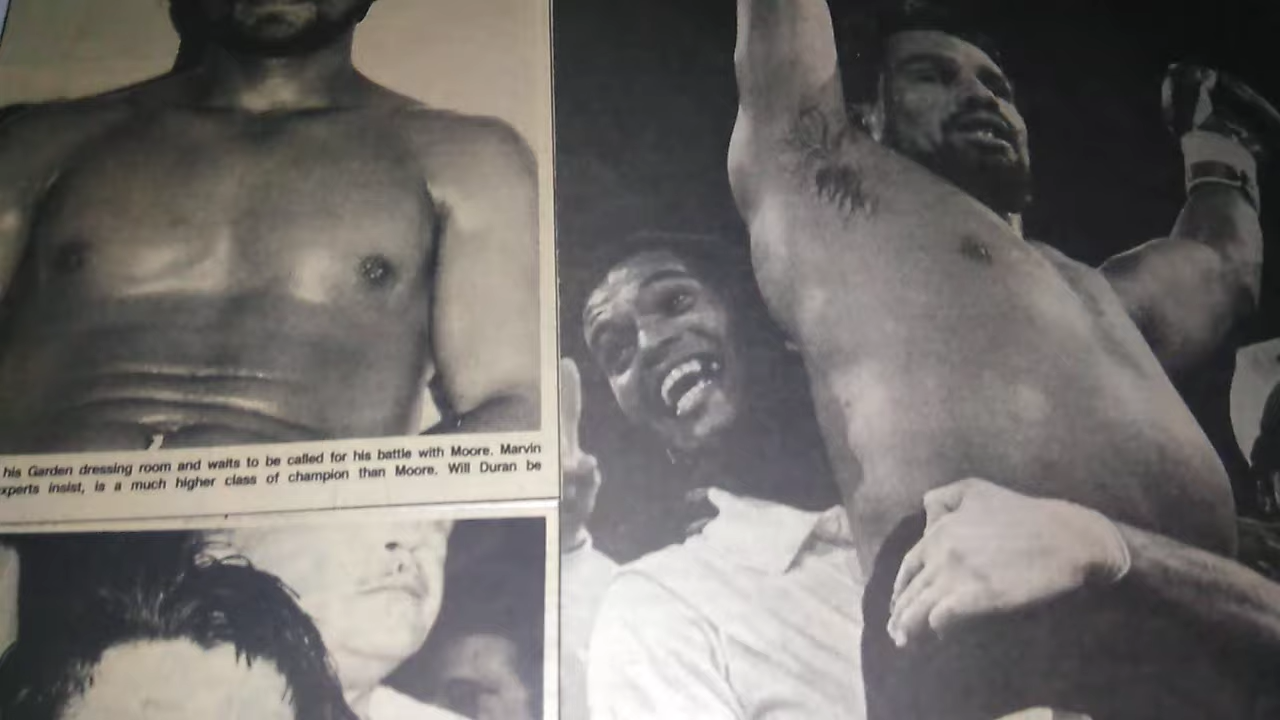 his Garden dressing room and waits to be called for his battle with Moore. Marvin
xperts insist, is a much higher class of champion than Moore. Will Duran be